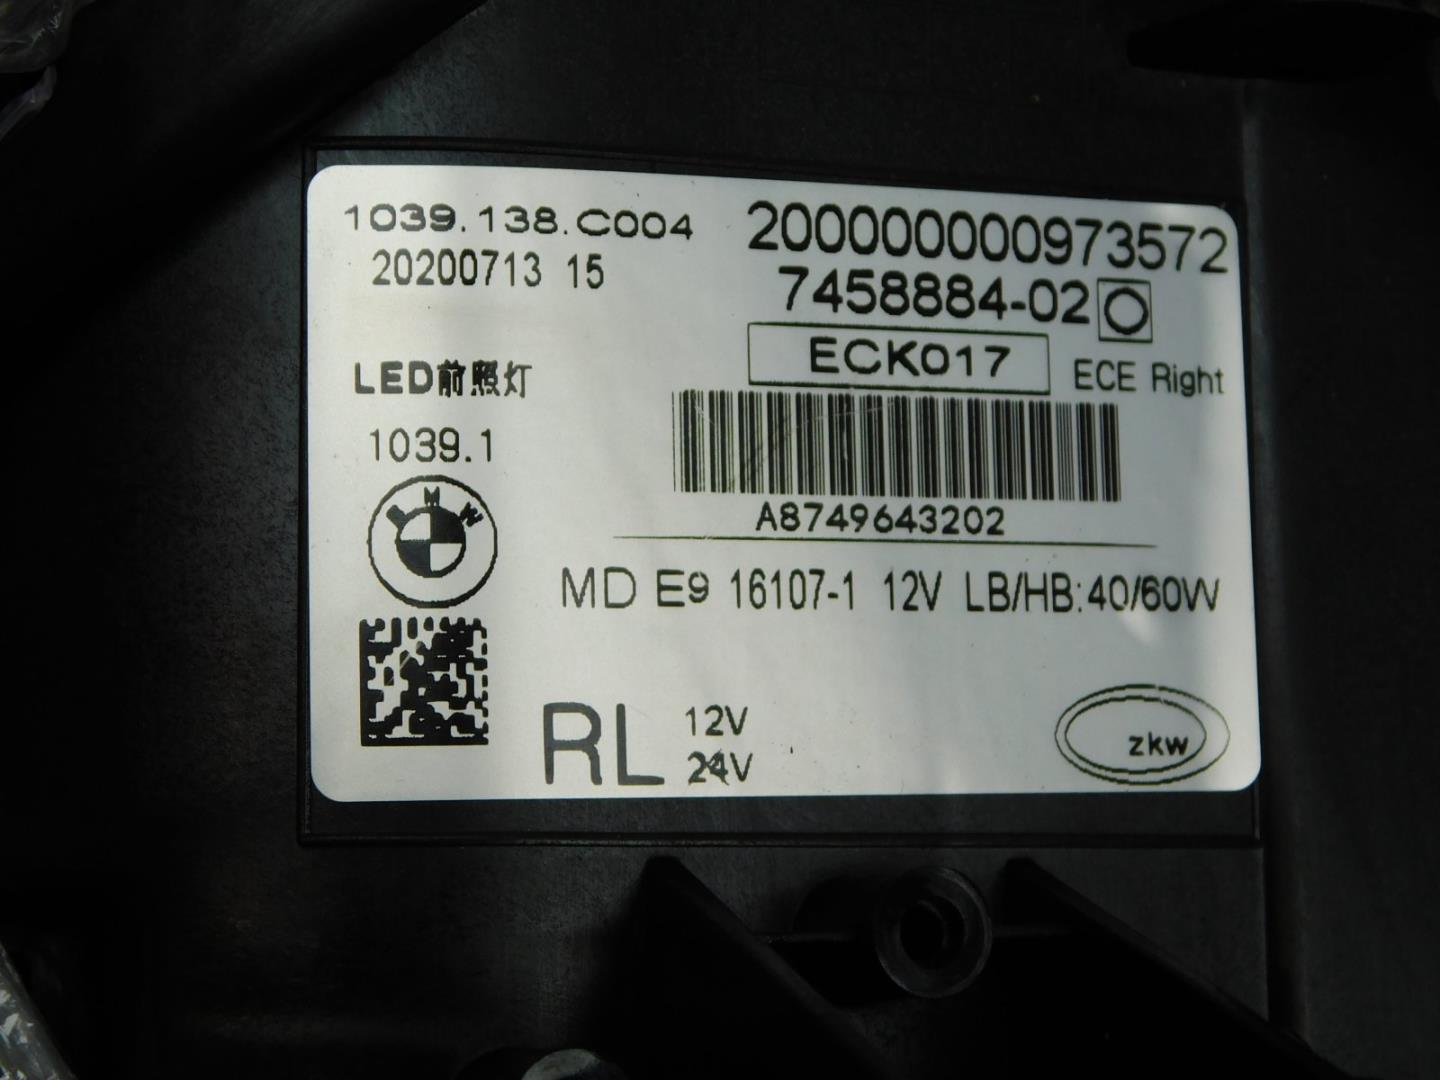 1039.138.C004
20200713 15
200000000973572
7458884-02
ECK017
ECE Right
LED前照灯
1039.1
BMW
A8749643202
MD E9 16107-1 12V LB/HB:40/60W
RL
12V
24V
zkw